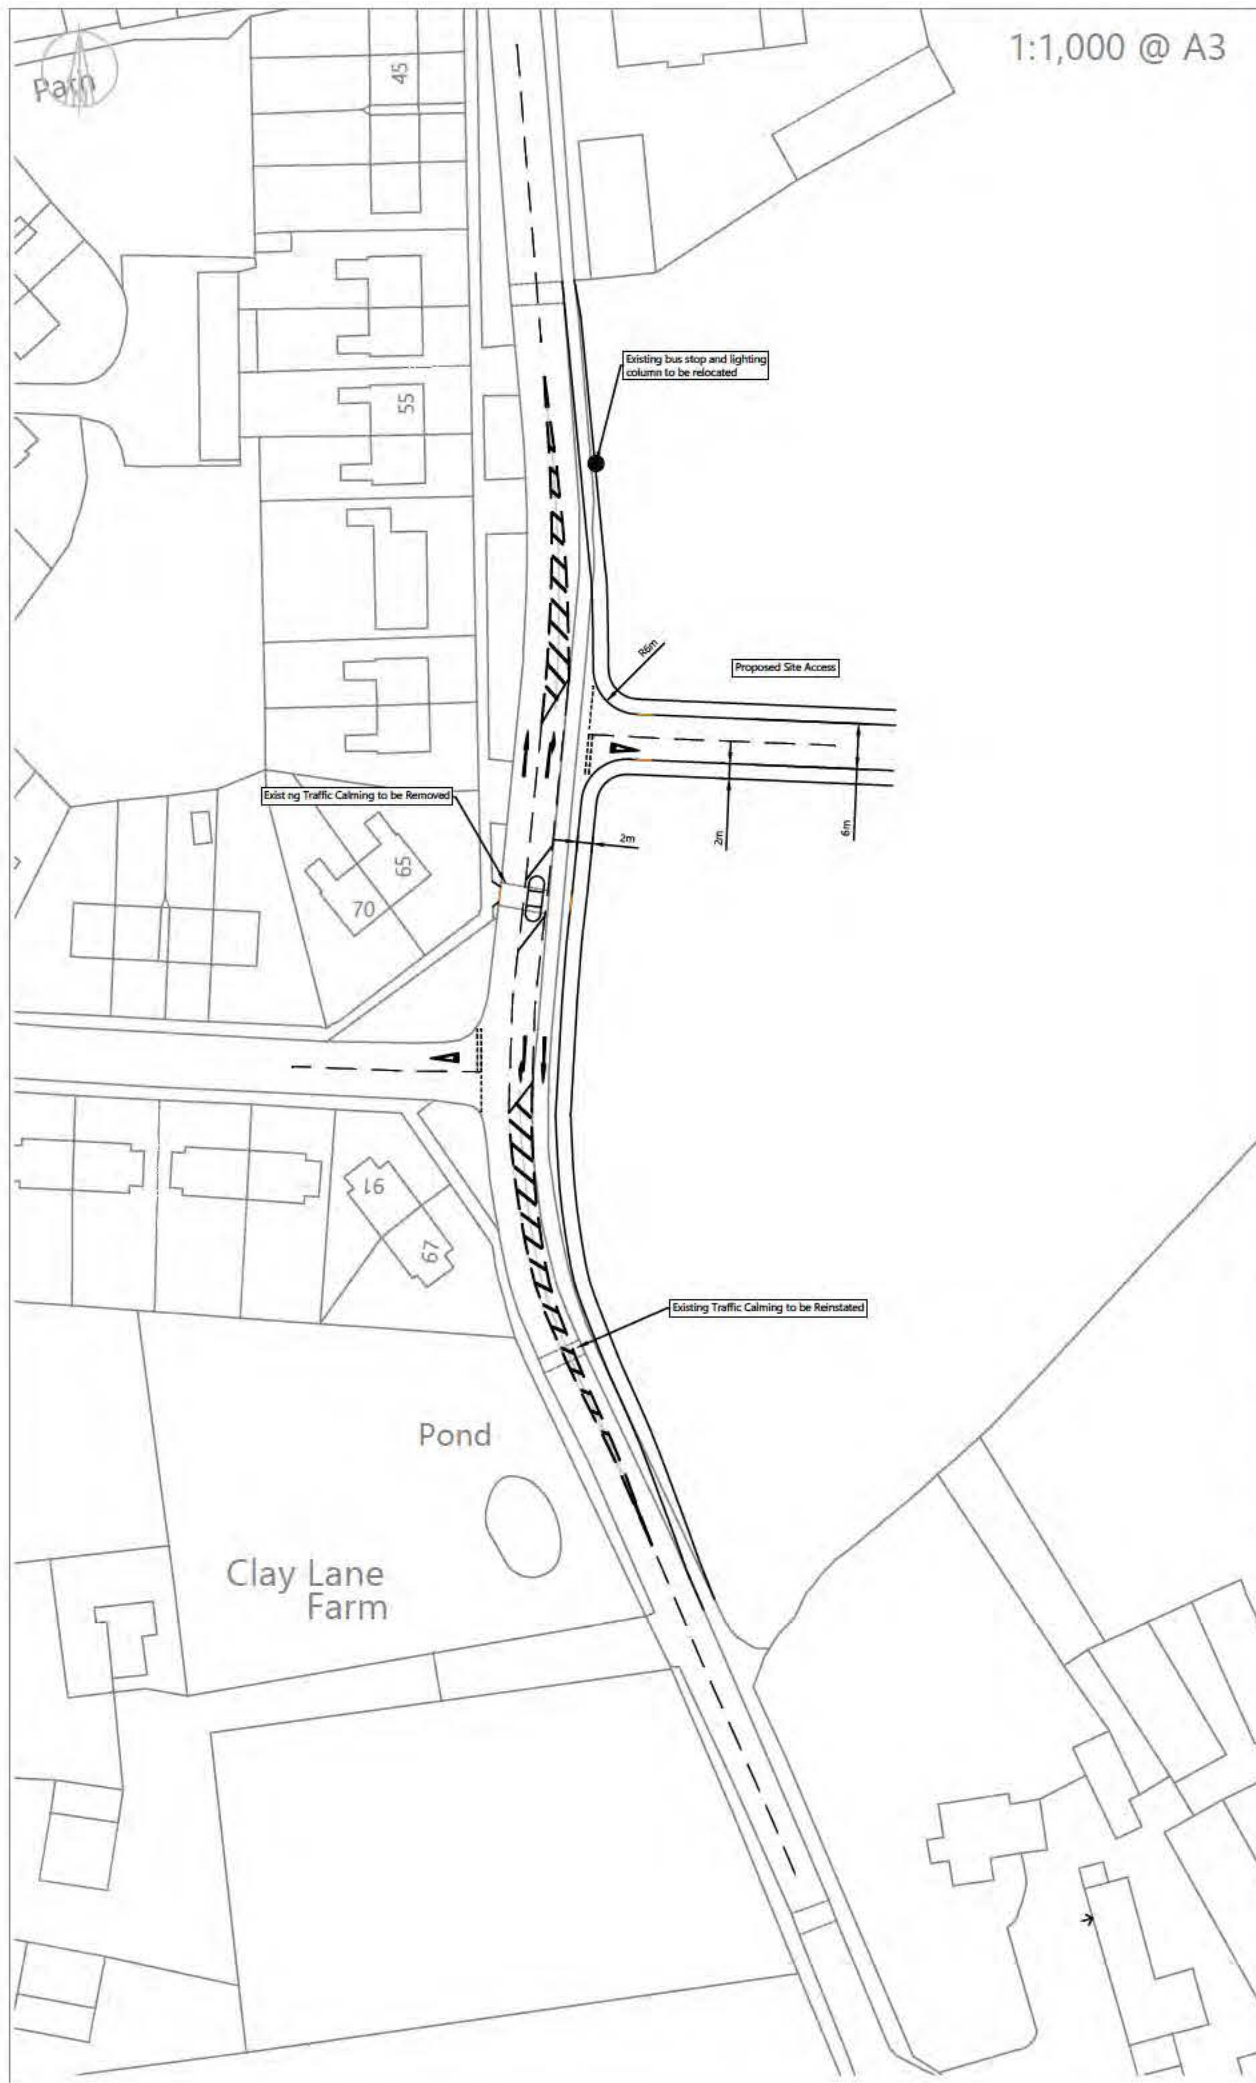 1:1,000 @ A3
Path
45
Existing bus stop and lighting
column to be relocated
55
R6m
Proposed Site Access
Exist ng Traffic Calming to be Removed
2m
2m
6m
65
70
91
67
Existing Traffic Calming to be Reinstated
Pond
Clay Lane
Farm